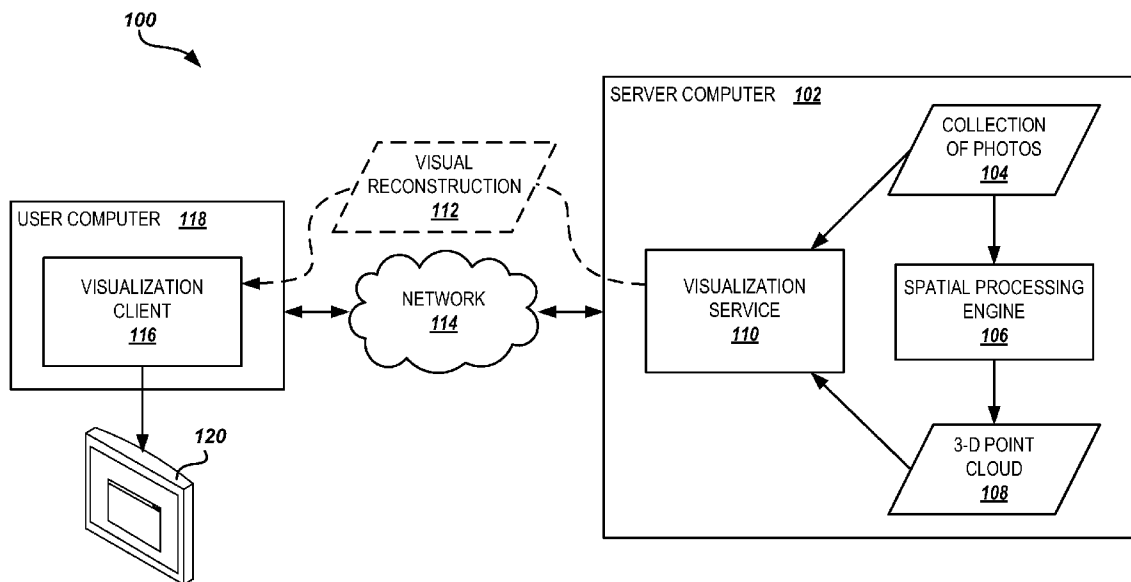 100
SERVER COMPUTER 102
COLLECTION
OF PHOTOS
104
VISUAL
RECONSTRUCTION
112
USER COMPUTER 118
VISUALIZATION
CLIENT
116
NETWORK
114
VISUALIZATION
SERVICE
110
SPATIAL PROCESSING
ENGINE
106
3-D POINT
CLOUD
108
120